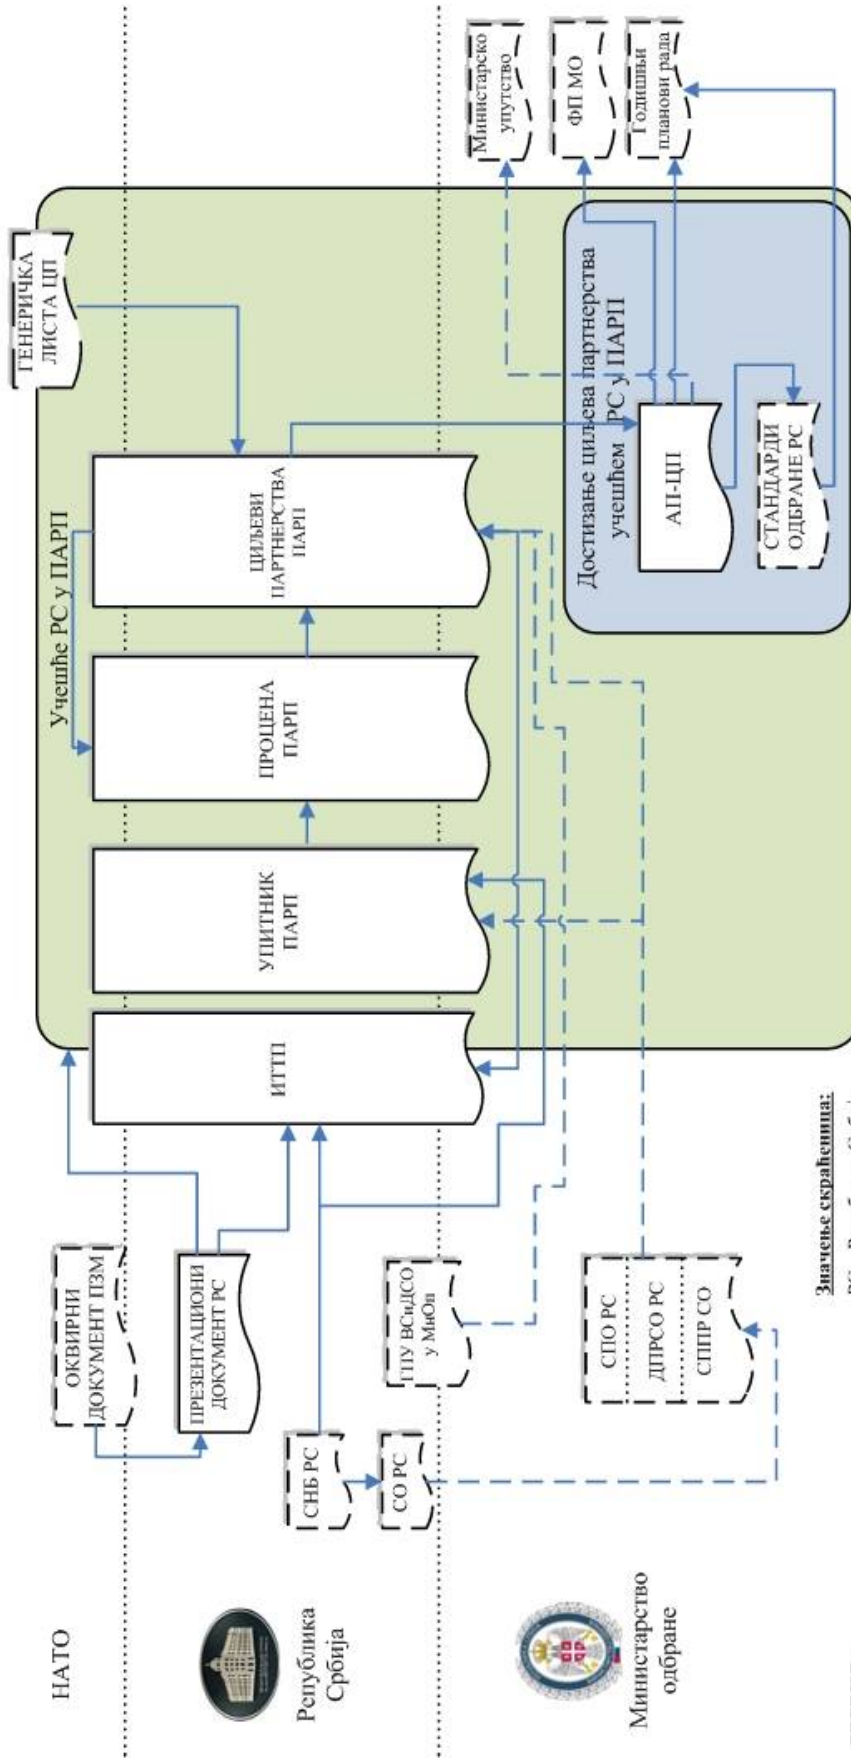 НАТО
Република
Србија
Министарство
одбране
ОКВИРНИ
ДОКУМЕНТ ПЗМ
ПРЕЗЕНТАЦИОНИ
ДОКУМЕНТ РС
СНБ РС
СО РС
ГПУ ВСиДСО
у МнОп
СПО РС
ДПРСО РС
СППР СО
ИТТП
УПИТНИК
ПАРП
ПРОЦЕНА
ПАРП
ЦИЉЕВИ
ПАРТНЕРСТВА
ПАРП
Учешће РС у ПАРП
ГЕНЕРИЧКА
ЛИСТА ЦП
Достизање циљева партнерства
учешћем РС у ПАРП
АП-ЦП
СТАНДАРДИ
ОДБРАНЕ РС
Министарско
упутство
ФП МО
Годишњи
планови рада
Значење скраћеница: